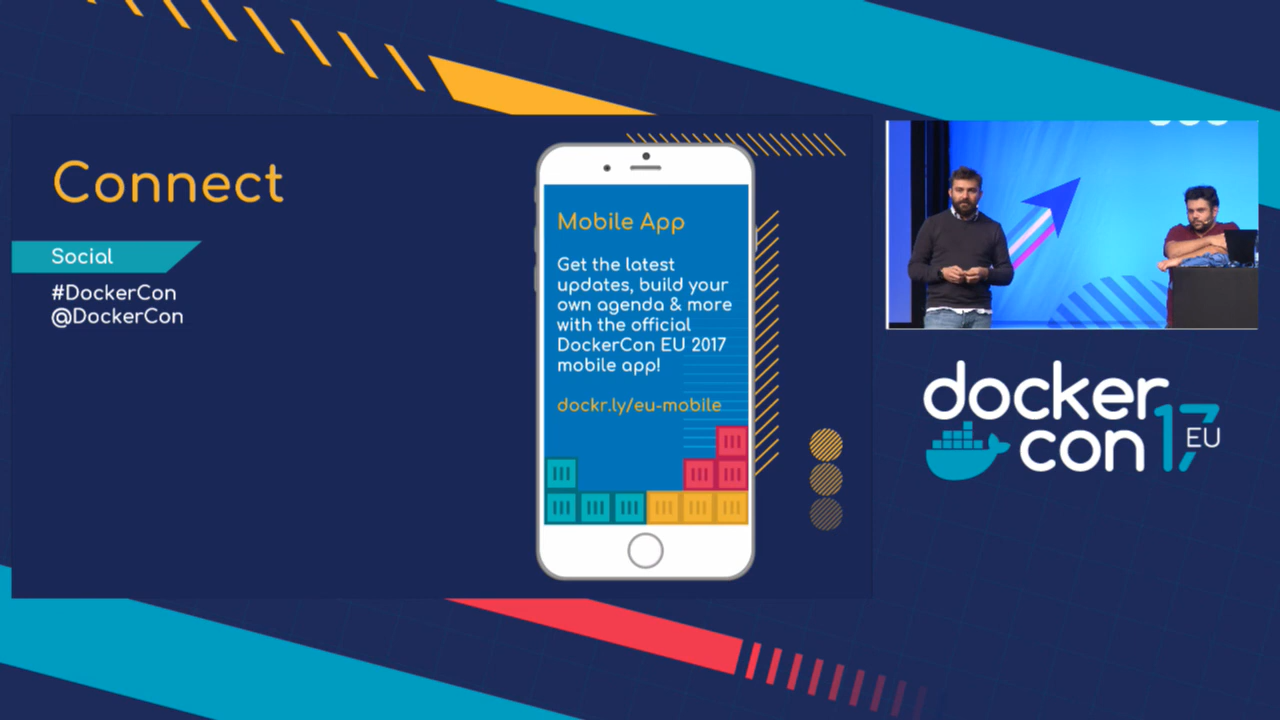 Connect
Social
#DockerCon
@DockerCon
Mobile App
Get the latest
updates, build your
own agenda & more
with the official
DockerCon EU 2017
mobile app!
dockr.ly/eu-mobile
docker
con 17 EU